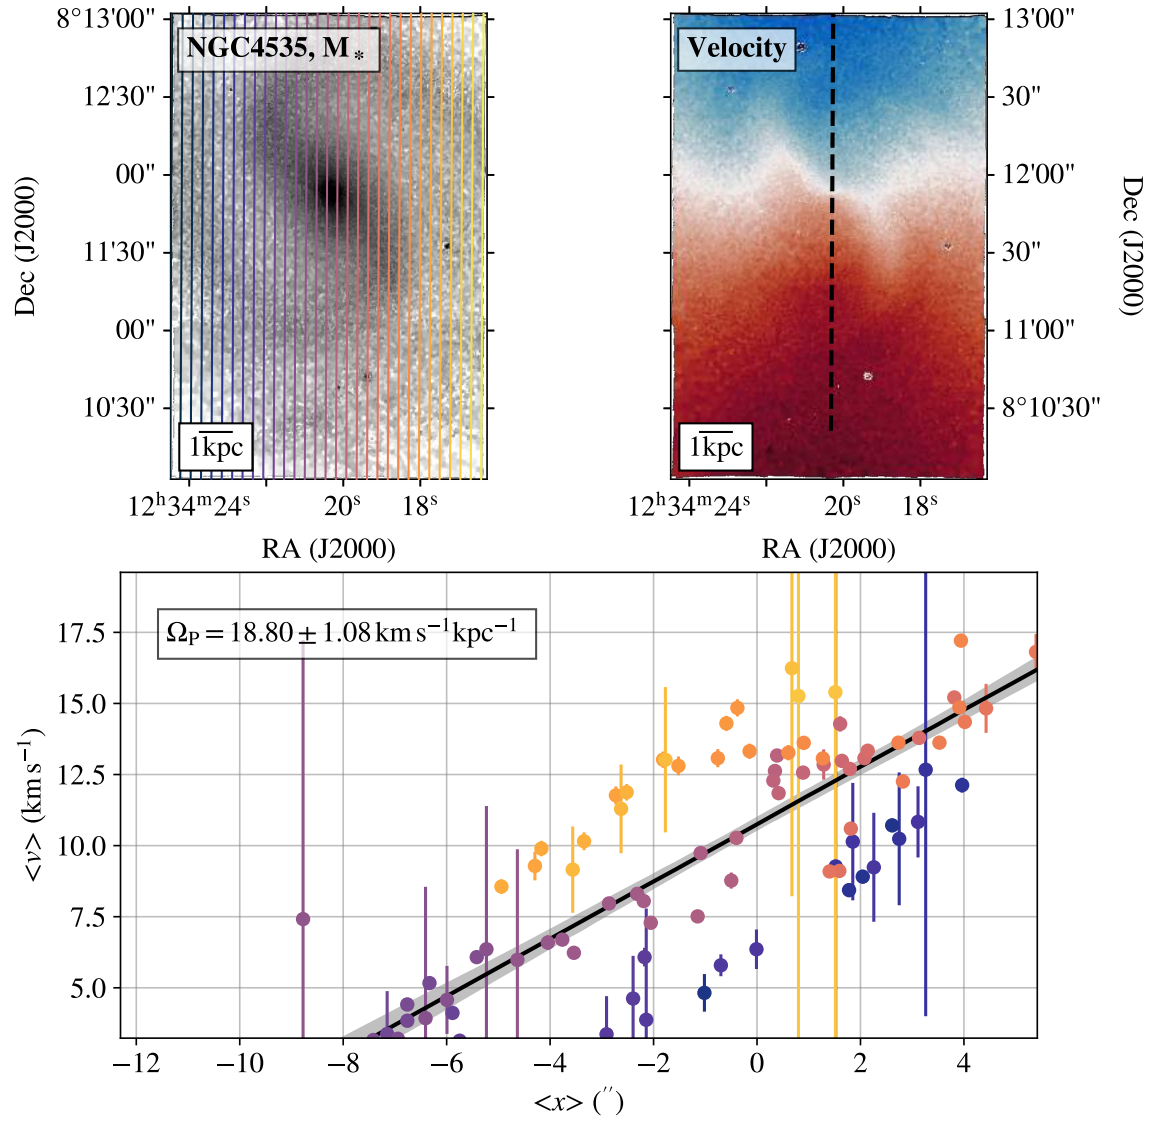 8°13'00"
12'30"
00"
11'30"
00"
10'30"
Dec (J2000)
NGC4535, M*
1kpc
12ʰ34ᵐ24ˢ 20ˢ 18ˢ
RA (J2000)
Velocity
1kpc
13'00"
30"
12'00"
30"
11'00"
8°10'30"
Dec (J2000)
12ʰ34ᵐ24ˢ 20ˢ 18ˢ
RA (J2000)
Ω_P = 18.80 ± 1.08 km s⁻¹ kpc⁻¹
17.5
15.0
12.5
10.0
7.5
5.0
<v> (km s⁻¹)
−12 −10 −8 −6 −4 −2 0 2 4
<x> (′′)